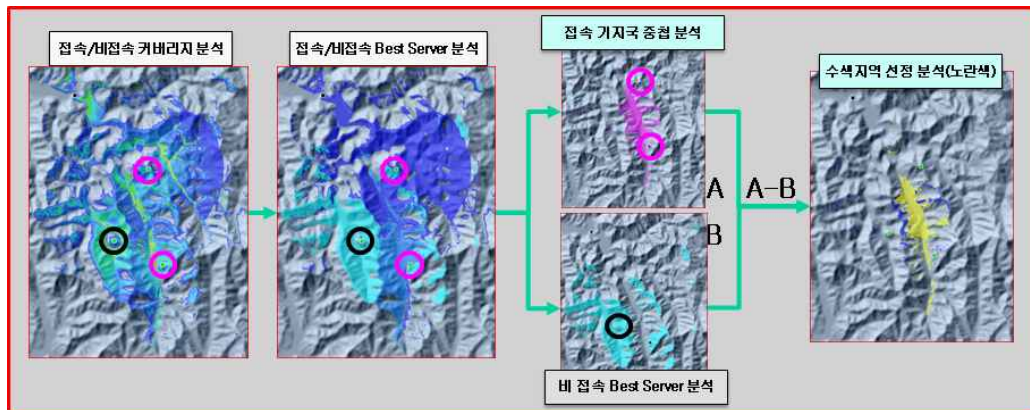 접속/비접속 커버리지 분석
접속/비접속 Best Server 분석
접속 기지국 중첩 분석
수색지역 선정 분석(노란색)
A
A-B
B
비 접속 Best Server 분석